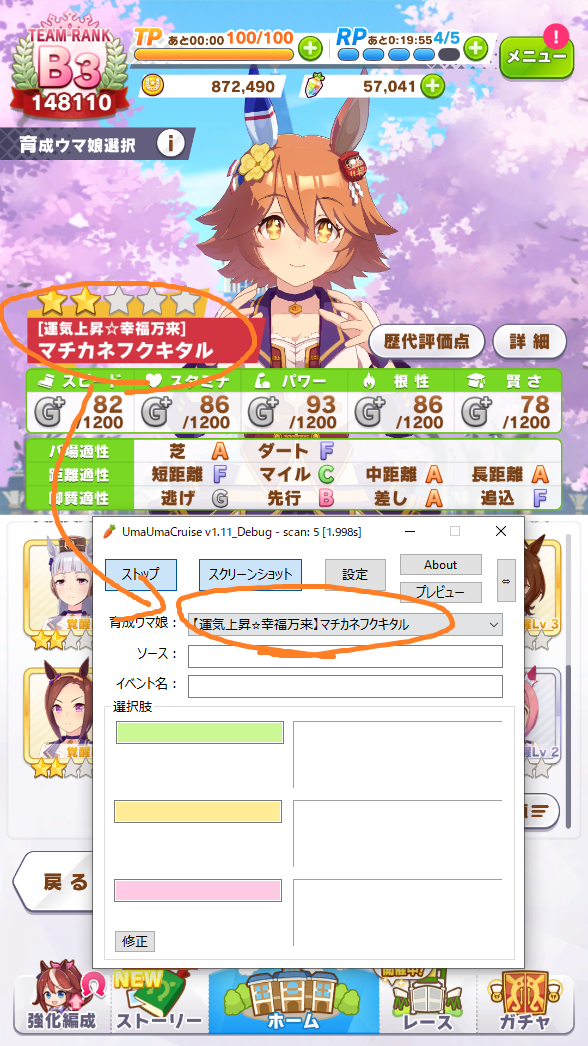 TEAM RANK
B3
148110
TP あと00:00 100/100
RP あと0:19:55 4/5
メニュー
872,490
57,041
育成ウマ娘選択 i
[運気上昇☆幸福万来]
マチカネフクキタル
歴代評価点
詳細
スピード スタミナ パワー 根性 賢さ
G+ 82 G+ 86 G+ 93 G+ 86 G+ 78
/1200 /1200 /1200 /1200 /1200
バ場適性 芝 A ダート F
距離適性 短距離 F マイル C 中距離 A 長距離 A
脚質適性 逃げ G 先行 B 差し A 追込 F
UmaUmaCruise v1.11_Debug - scan: 5 [1.998s]
ストップ
スクリーンショット
設定
About
プレビュー
⇔
育成ウマ娘：
【運気上昇☆幸福万来】マチカネフクキタル
ソース：
イベント名：
選択肢
修正
覚醒
Lv 3
覚醒
Lv 2
戻る
強化編成
NEW
ストーリー
ホーム
開催中!
レース
ガチャ